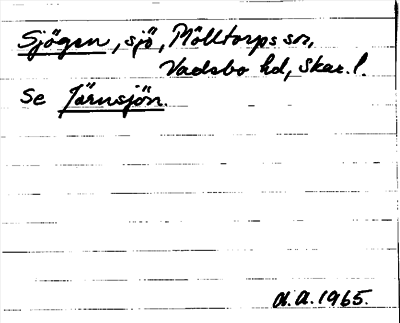 Sjögen, sjö, Mölltorps sn,
Vadsbo hd, Skar. l.
Se Järnsjön.
A.A. 1965.